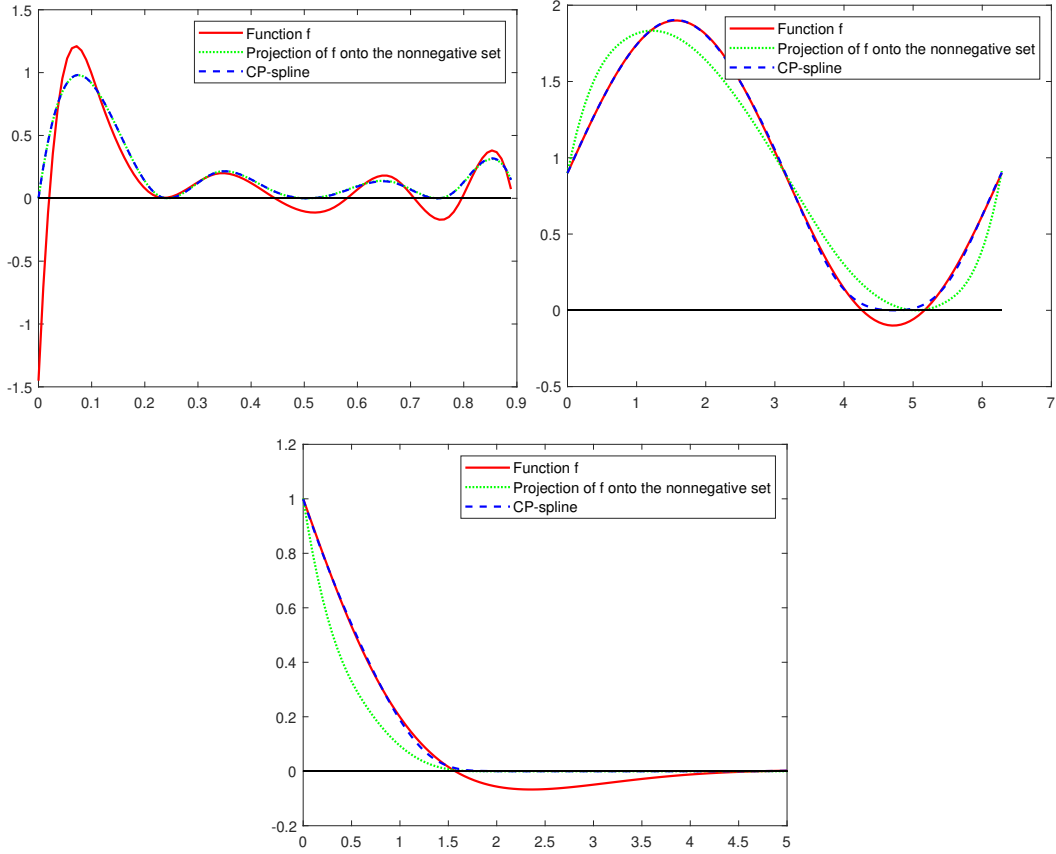 1.5
1
0.5
0
-0.5
-1
-1.5
0 0.1 0.2 0.3 0.4 0.5 0.6 0.7 0.8 0.9
Function f
Projection of f onto the nonnegative set
CP-spline
2
1.5
1
0.5
0
-0.5
0 1 2 3 4 5 6 7
Function f
Projection of f onto the nonnegative set
CP-spline
1.2
1
0.8
0.6
0.4
0.2
0
-0.2
0 0.5 1.0 1.5 2 2.5 3 3.5 4 4.5 5
Function f
Projection of f onto the nonnegative set
CP-spline